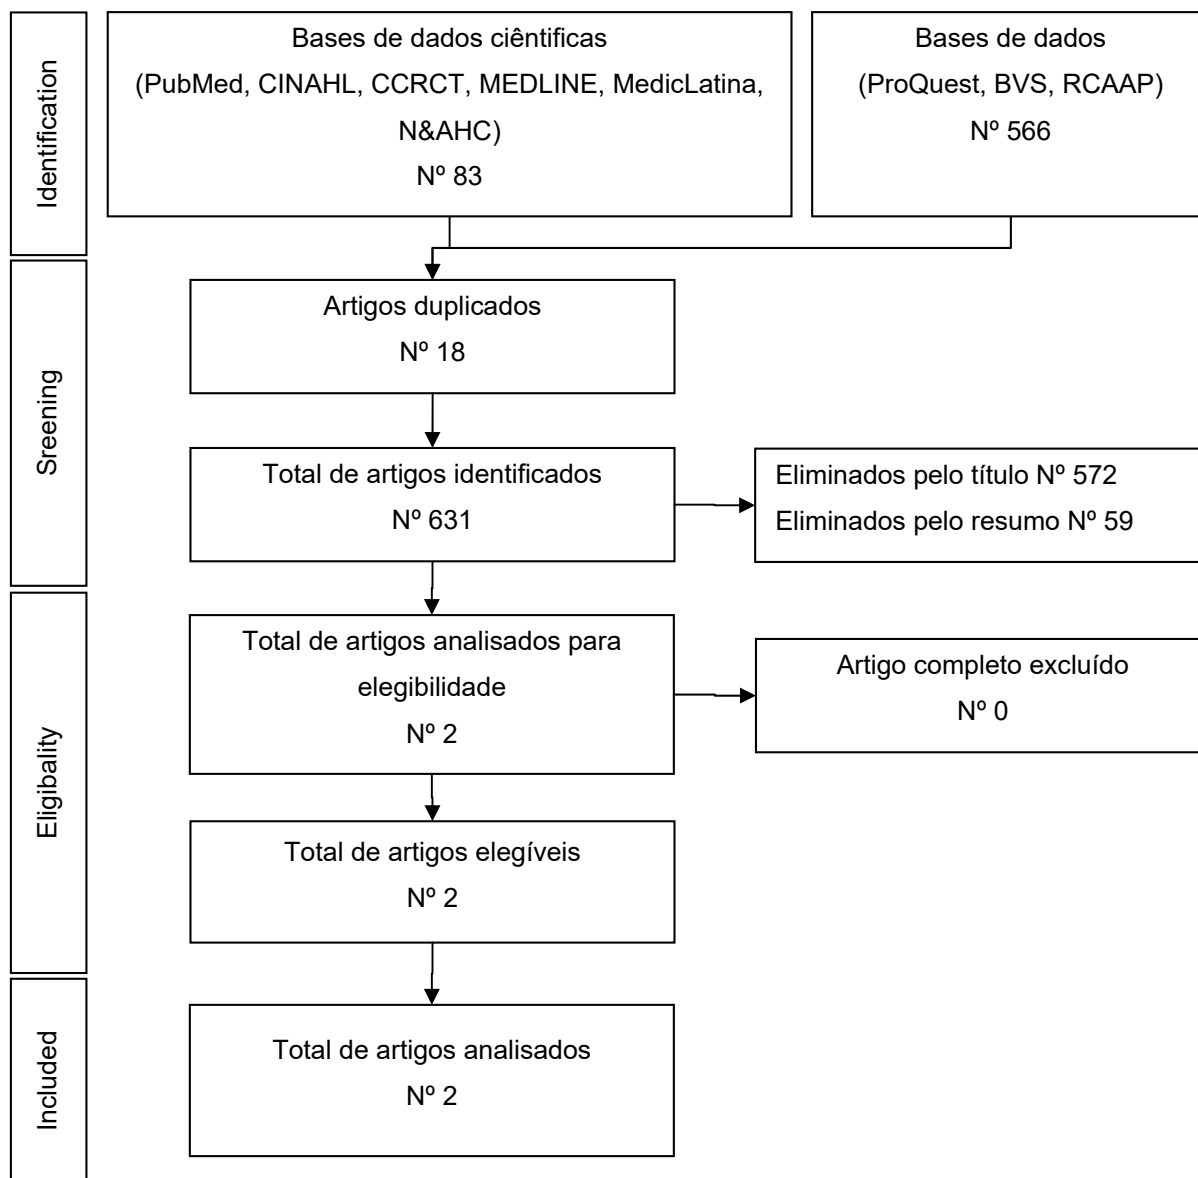 Identification
Bases de dados ciêntificas
(PubMed, CINAHL, CCRCT, MEDLINE, MedicLatina,
N&AHC)
Nº 83
Bases de dados
(ProQuest, BVS, RCAAP)
Nº 566
Sreening
Artigos duplicados
Nº 18
Total de artigos identificados
Nº 631
Eliminados pelo título Nº 572
Eliminados pelo resumo Nº 59
Eligibality
Total de artigos analisados para
elegibilidade
Nº 2
Artigo completo excluído
Nº 0
Total de artigos elegíveis
Nº 2
Included
Total de artigos analisados
Nº 2